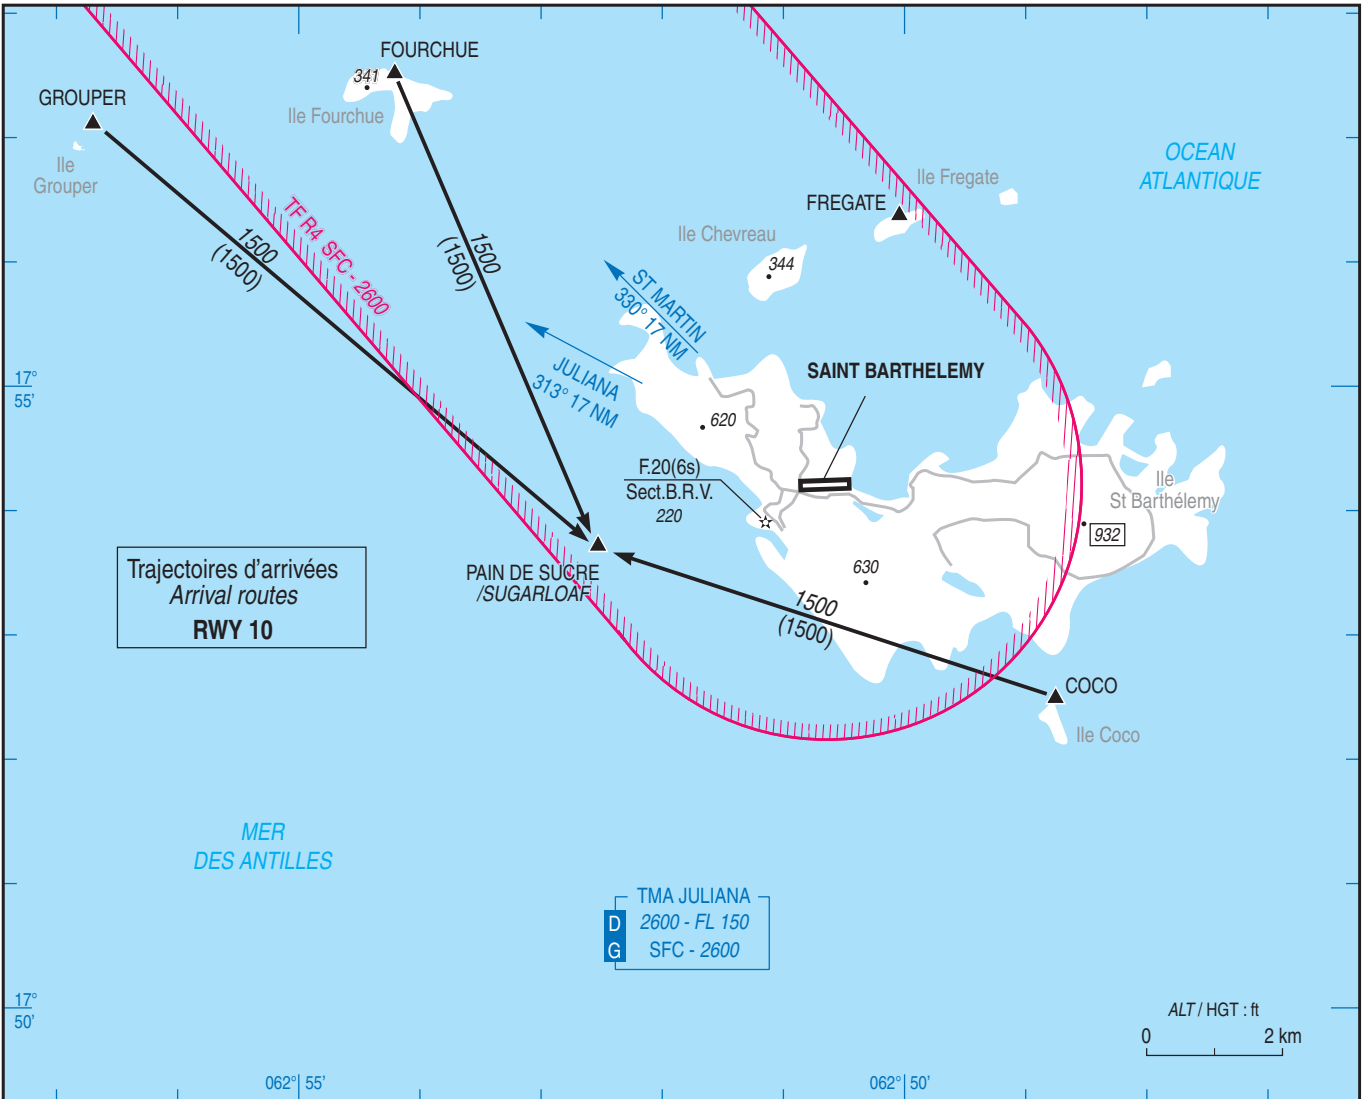 FOURCHUE
341
GROUPER
Ile Fourchue
Ile
Grouper
OCEAN
ATLANTIQUE
Ile Fregate
FREGATE
TF R4 SFC - 2600
1500
(1500)
1500
(1500)
Ile Chevreau
344
ST MARTIN
330° 17 NM
JULIANA
313° 17 NM
SAINT BARTHELEMY
17°
55'
620
F.20(6s)
Sect.B.R.V.
220
Ile
St Barthélemy
932
Trajectoires d'arrivées
Arrival routes
RWY 10
PAIN DE SUCRE
/SUGARLOAF
630
1500
(1500)
COCO
Ile Coco
MER
DES ANTILLES
TMA JULIANA
D 2600 - FL 150
G SFC - 2600
17°
50'
ALT / HGT : ft
0 2 km
062° 55'
062° 50'